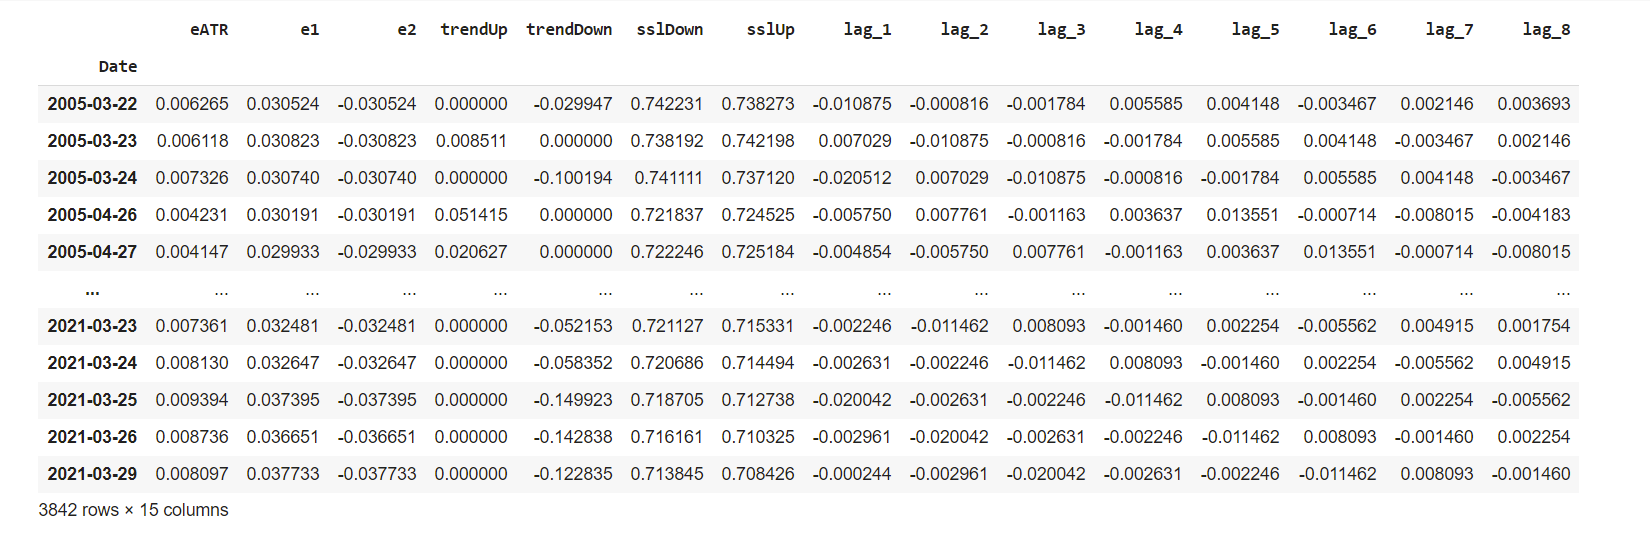 eATR e1 e2 trendUp trendDown sslDown sslUp lag_1 lag_2 lag_3 lag_4 lag_5 lag_6 lag_7 lag_8
Date
2005-03-22 0.006265 0.030524 -0.030524 0.000000 -0.029947 0.742231 0.738273 -0.010875 -0.000816 -0.001784 0.005585 0.004148 -0.003467 0.002146 0.003693
2005-03-23 0.006118 0.030823 -0.030823 0.008511 0.000000 0.738192 0.742198 0.007029 -0.010875 -0.000816 -0.001784 0.005585 0.004148 -0.003467 0.002146
2005-03-24 0.007326 0.030740 -0.030740 0.000000 -0.100194 0.741111 0.737120 -0.020512 0.007029 -0.010875 -0.000816 -0.001784 0.005585 0.004148 -0.003467
2005-04-26 0.004231 0.030191 -0.030191 0.051415 0.000000 0.721837 0.724525 -0.005750 0.007761 -0.001163 0.003637 0.013551 -0.000714 -0.008015 -0.004183
2005-04-27 0.004147 0.029933 -0.029933 0.020627 0.000000 0.722246 0.725184 -0.004854 -0.005750 0.007761 -0.001163 0.003637 0.013551 -0.000714 -0.008015
... ... ... ... ... ... ... ... ... ... ... ... ... ... ... ...
2021-03-23 0.007361 0.032481 -0.032481 0.000000 -0.052153 0.721127 0.715331 -0.002246 -0.011462 0.008093 -0.001460 0.002254 -0.005562 0.004915 0.001754
2021-03-24 0.008130 0.032647 -0.032647 0.000000 -0.058352 0.720686 0.714494 -0.002631 -0.002246 -0.011462 0.008093 -0.001460 0.002254 -0.005562 0.004915
2021-03-25 0.009394 0.037395 -0.037395 0.000000 -0.149923 0.718705 0.712738 -0.020042 -0.002631 -0.002246 -0.011462 0.008093 -0.001460 0.002254 -0.005562
2021-03-26 0.008736 0.036651 -0.036651 0.000000 -0.142838 0.716161 0.710325 -0.002961 -0.020042 -0.002631 -0.002246 -0.011462 0.008093 -0.001460 0.002254
2021-03-29 0.008097 0.037733 -0.037733 0.000000 -0.122835 0.713845 0.708426 -0.000244 -0.002961 -0.020042 -0.002631 -0.002246 -0.011462 0.008093 -0.001460
3842 rows × 15 columns